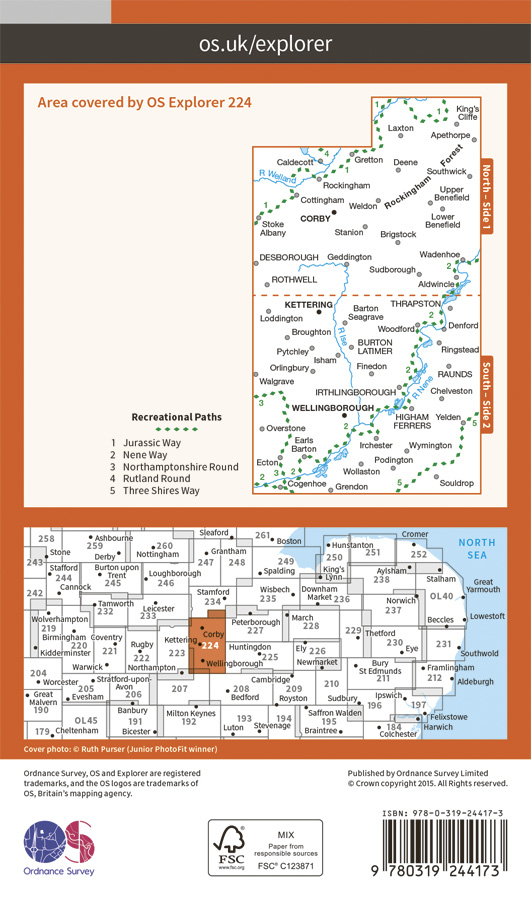 os.uk/explorer
Area covered by OS Explorer 224
1
1
King's
Cliffe
Laxton
Apethorpe
4
Gretton
Caldecott
1
Deene
Forest
Southwick
R Welland
Rockingham
Rockingham
Upper
Benefield
Cottingham
Weldon
CORBY
Lower
Benefield
1
Stoke
Albany
Stanion
Brigstock
North – Side 1
DESBOROUGH
Geddington
Wadenhoe
2
Sudborough
ROTHWELL
Aldwincle
KETTERING
THRAPSTON
Barton
Seagrave
Loddington
2
Woodford
Denford
Broughton
R Ise
BURTON
LATIMER
Pytchley
Ringstead
Isham
2
Orlingbury
Finedon
RAUNDS
Walgrave
R Nene
IRTHLINGBOROUGH
Chelveston
3
WELLINGBOROUGH
HIGHAM
FERRERS
Yelden
5
Overstone
2
Earls
Barton
Irchester
Wymington
Ecton
Podington
Wollaston
2
3
Cogenhoe
Grendon
5
Souldrop
South – Side 2
Recreational Paths
1 Jurassic Way
2 Nene Way
3 Northamptonshire Round
4 Rutland Round
5 Three Shires Way
258
Ashbourne
259
260
Sleaford
261
Boston
Cromer
NORTH
SEA
Stone
Derby
Nottingham
Grantham
Hunstanton
250
251
252
243
Stafford
244
Burton upon
Trent
245
Loughborough
246
247
248
249
Spalding
King's
Lynn
Aylsham
238
Stalham
242
Cannock
Stamford
234
Wisbech
235
Downham
Market
236
Norwich
237
OL40
Great
Yarmouth
Tamworth
232
Leicester
233
Wolverhampton
219
Peterborough
227
March
228
Beccles
Lowestoft
Birmingham
220
Coventry
221
Corby
Kettering
224
229
Thetford
230
231
Kidderminster
Rugby
222
223
Huntingdon
225
Ely
226
Eye
Southwold
Warwick
Northampton
Wellingborough
Newmarket
Bury
St Edmunds
211
Framlingham
212
204
Worcester
Stratford-upon-
Avon
206
207
Cambridge
209
210
Aldeburgh
205
Evesham
208
Bedford
Royston
Sudbury
196
Ipswich
197
Great
Malvern
190
OL45
Banbury
191
Milton Keynes
192
193
194
Saffron Walden
195
Felixstowe
Harwich
179
Cheltenham
Bicester
Luton
Stevenage
Braintree
184
Colchester
Cover photo: © Ruth Purser (Junior PhotoFit winner)
Ordnance Survey, OS and Explorer are registered
trademarks, and the OS logos are trademarks of
OS, Britain's mapping agency.
Published by Ordnance Survey Limited
© Crown copyright 2015. All rights reserved.
OS
Ordnance Survey
FSC
www.fsc.org
MIX
Paper from
responsible sources
FSC® C123871
ISBN: 978-0-319-24417-3
9 780319 244173